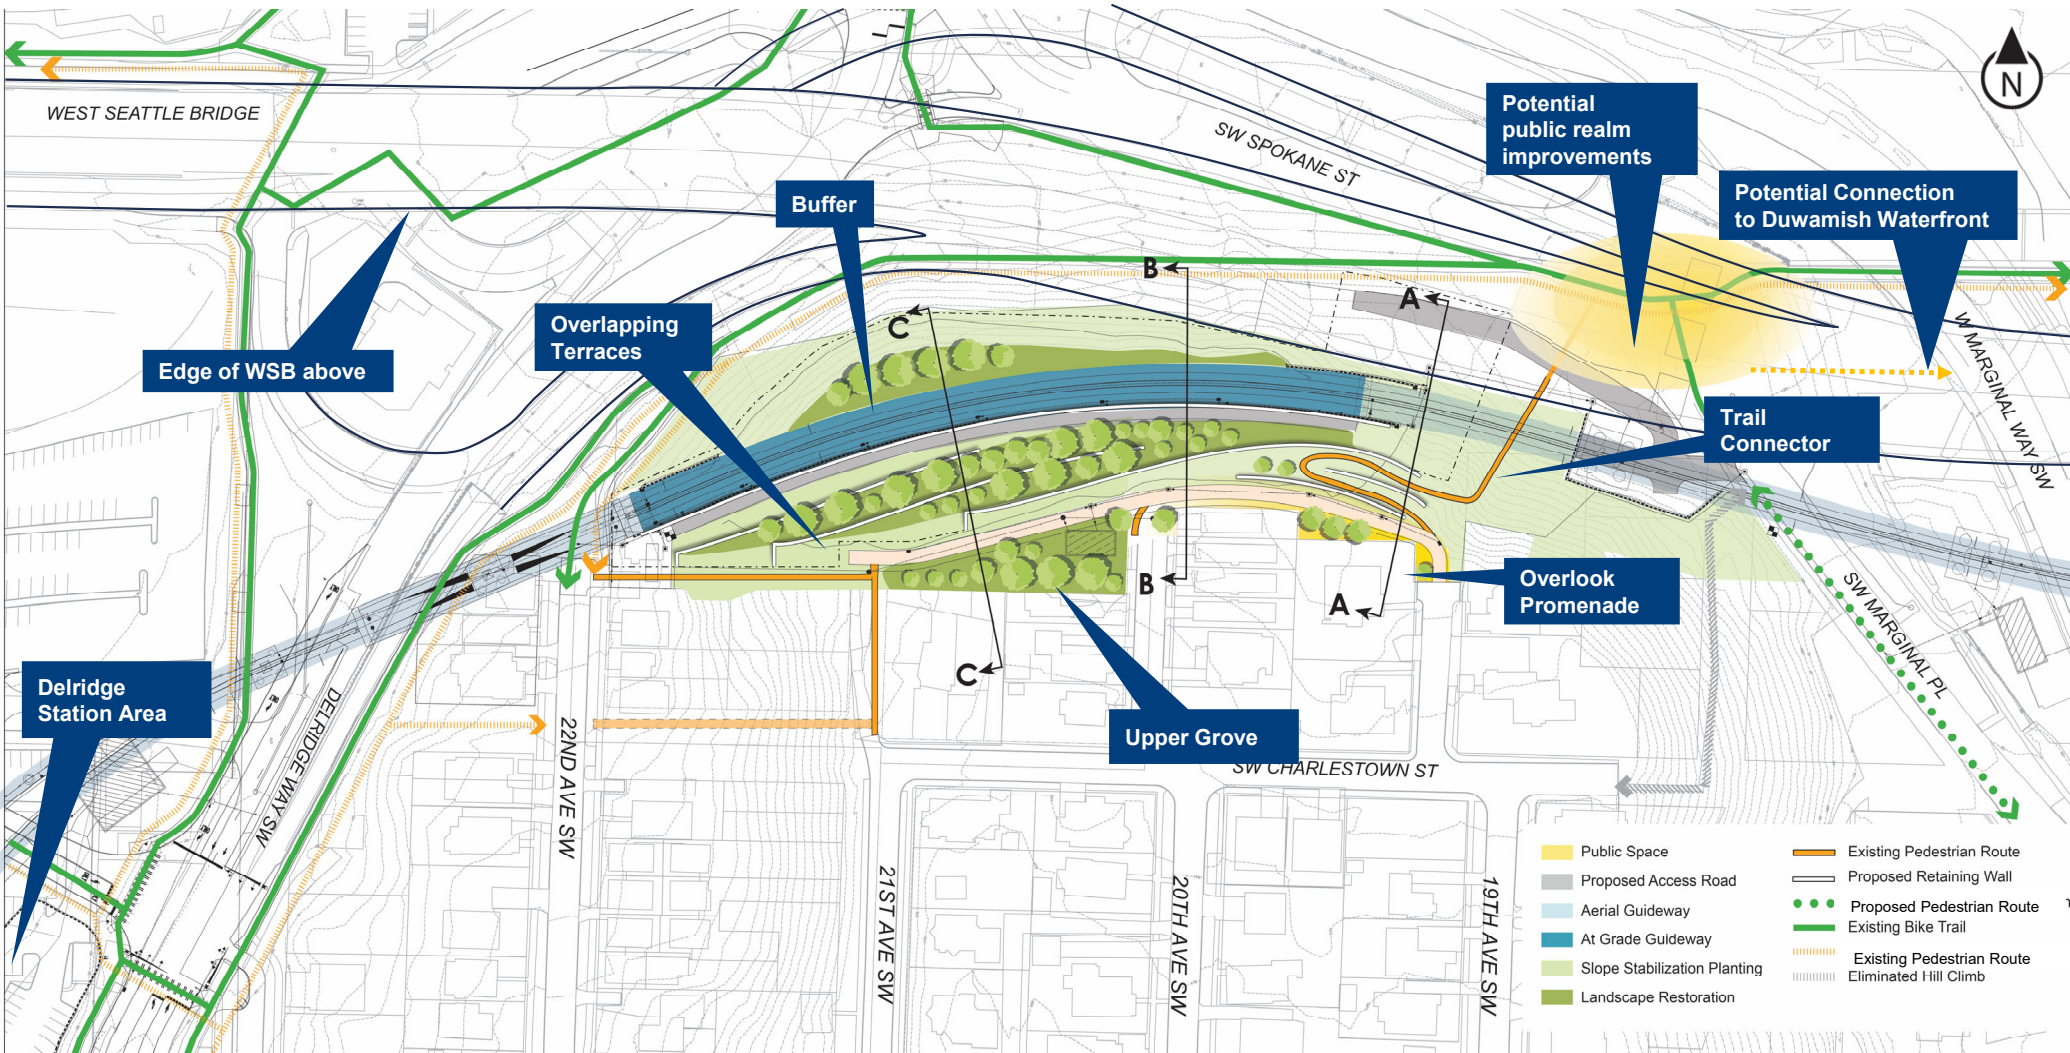 N
WEST SEATTLE BRIDGE
SW SPOKANE ST
Potential
public realm
improvements
Potential Connection
to Duwamish Waterfront
Buffer
Overlapping
Terraces
Edge of WSB above
B
A
C
W MARGINAL WAY SW
Trail
Connector
Overlook
Promenade
B
A
C
SW MARGINAL PL
Delridge
Station Area
DELRIDGE WAY SW
Upper Grove
22ND AVE SW
SW CHARLESTOWN ST
21ST AVE SW
20TH AVE SW
19TH AVE SW
Public Space
Proposed Access Road
Aerial Guideway
At Grade Guideway
Slope Stabilization Planting
Landscape Restoration
Existing Pedestrian Route
Proposed Retaining Wall
Proposed Pedestrian Route
Existing Bike Trail
Existing Pedestrian Route
Eliminated Hill Climb